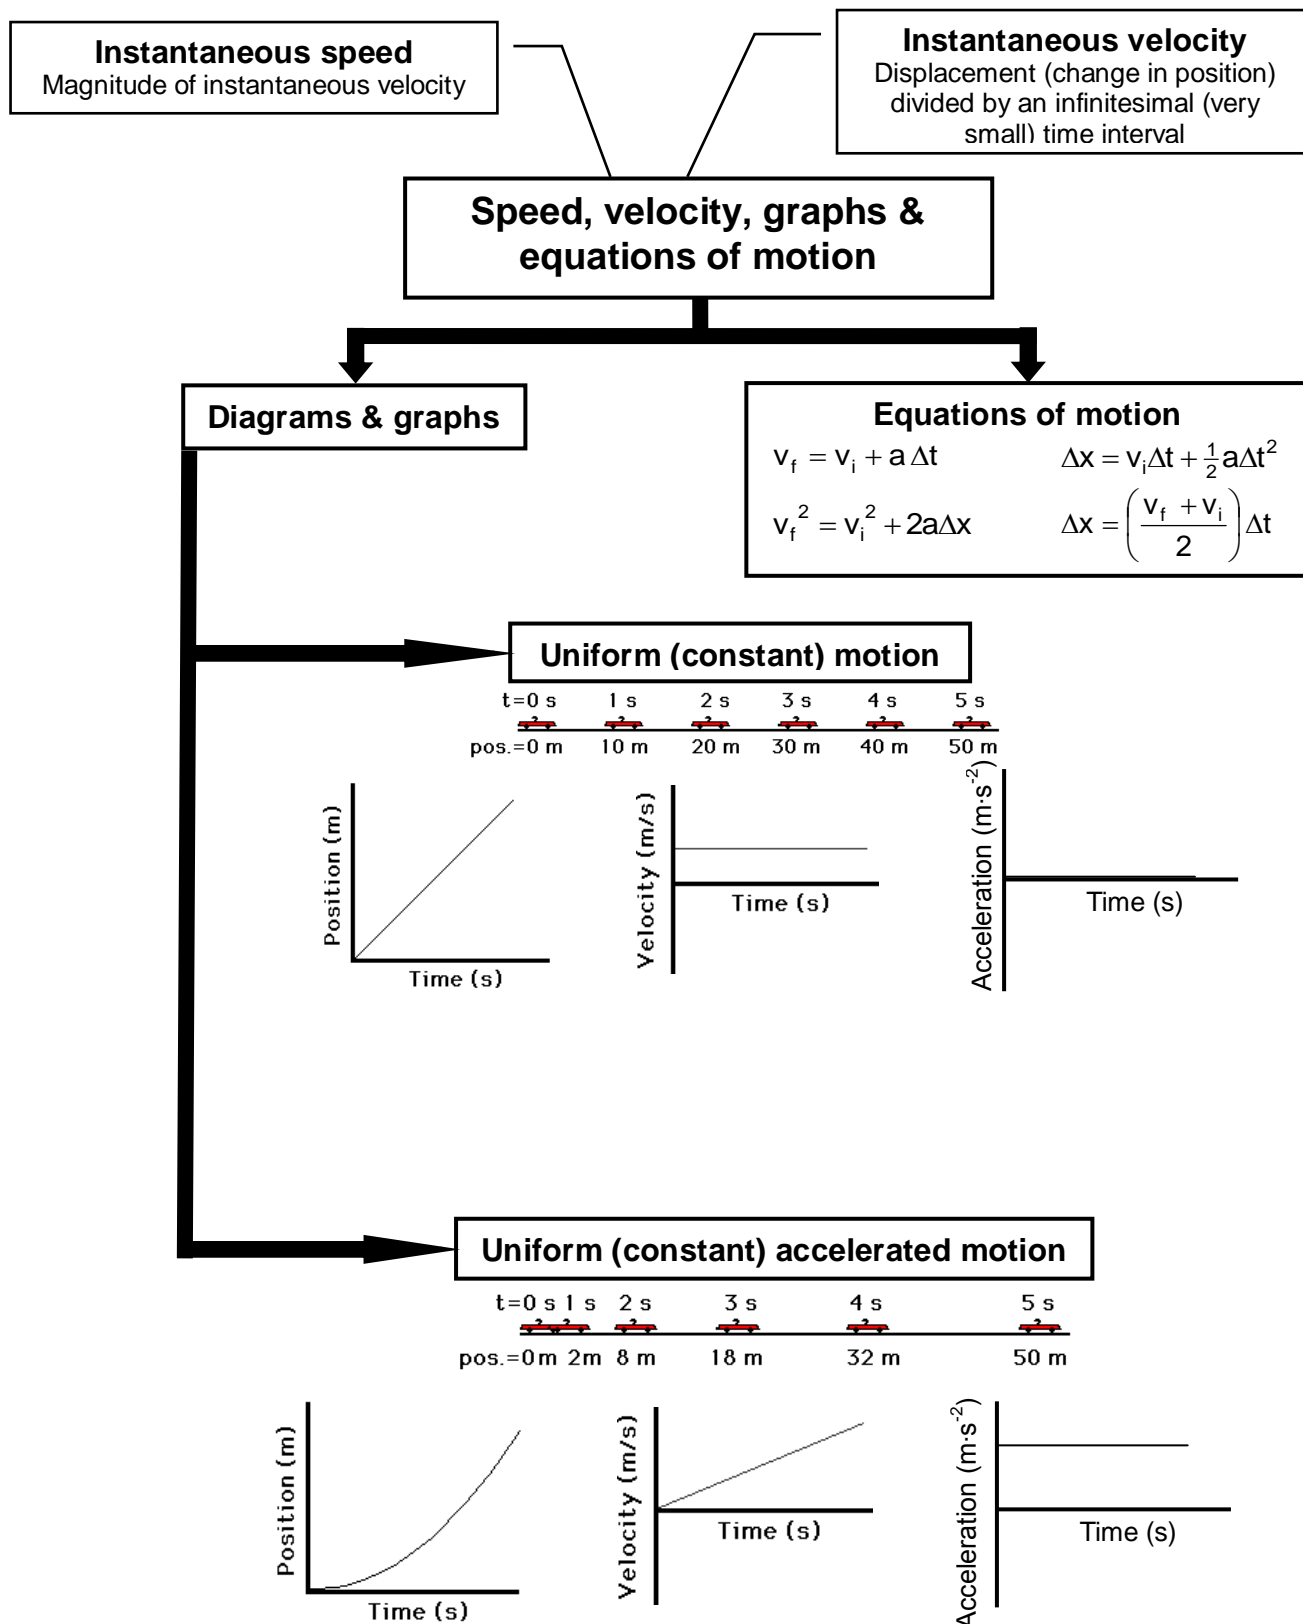 Instantaneous speed
Magnitude of instantaneous velocity
Instantaneous velocity
Displacement (change in position)
divided by an infinitesimal (very
small) time interval
Speed, velocity, graphs &
equations of motion
Diagrams & graphs
Equations of motion
v_f = v_i + a Δt
Δx = v_iΔt + ½aΔt²
v_f² = v_i² + 2aΔx
Δx = ((v_f + v_i)/2) Δt
Uniform (constant) motion
t=0 s 1 s 2 s 3 s 4 s 5 s
pos.=0 m 10 m 20 m 30 m 40 m 50 m
Position (m)
Time (s)
Velocity (m/s)
Time (s)
Acceleration (m·s⁻²)
Time (s)
Uniform (constant) accelerated motion
t=0 s 1 s 2 s 3 s 4 s 5 s
pos.=0m 2m 8 m 18 m 32 m 50 m
Position (m)
Time (s)
Velocity (m/s)
Time (s)
Acceleration (m·s⁻²)
Time (s)